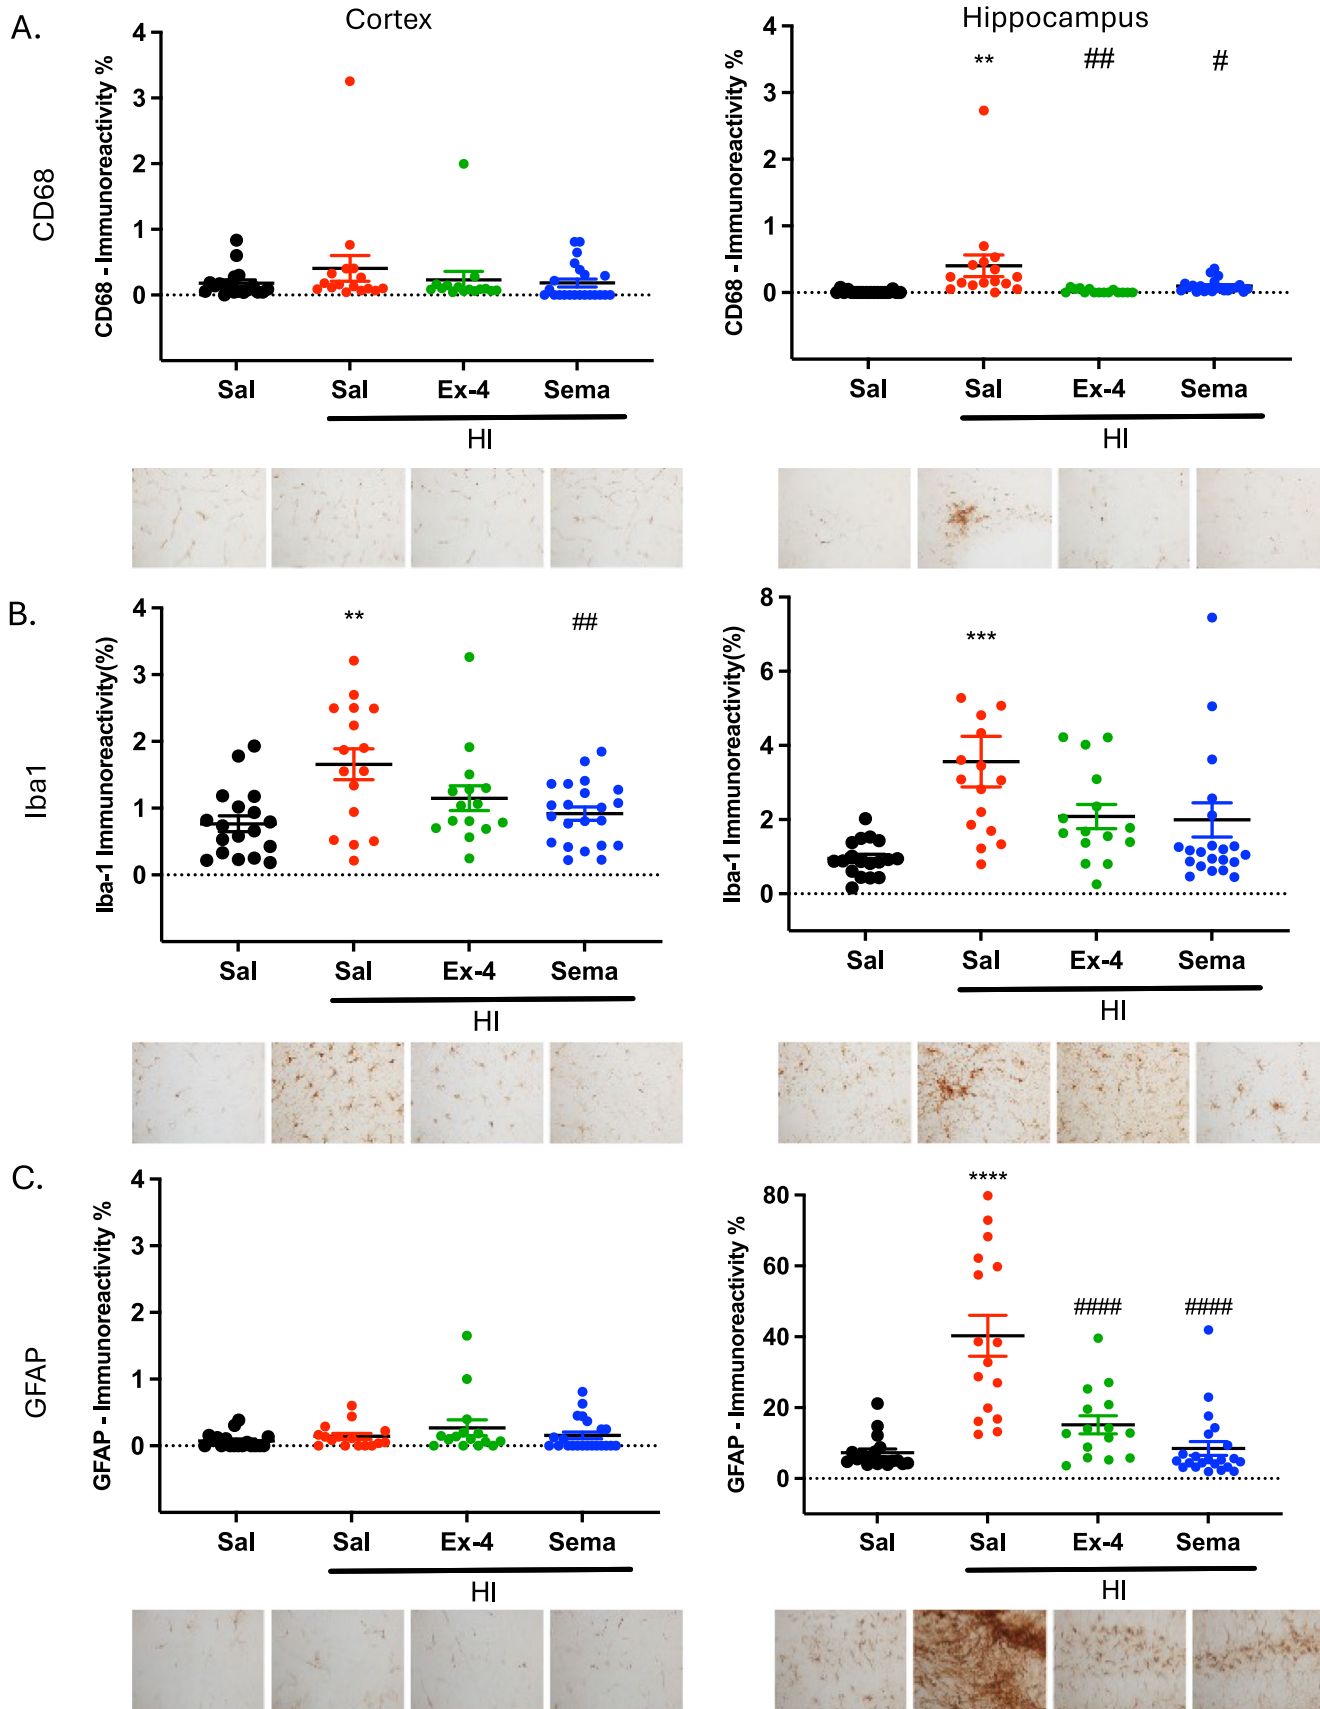 A.
Cortex
Hippocampus
CD68
CD68 - Immunoreactivity %
4
3
2
1
0
Sal
Sal
Ex-4
Sema
HI
CD68 - Immunoreactivity %
4
3
2
1
0
**
##
#
Sal
Sal
Ex-4
Sema
HI
B.
Iba1
Iba-1 Immunoreactivity(%)
4
3
2
1
0
**
##
Sal
Sal
Ex-4
Sema
HI
Iba-1 Immunoreactivity(%)
8
6
4
2
0
***
Sal
Sal
Ex-4
Sema
HI
C.
GFAP
GFAP - Immunoreactivity %
4
3
2
1
0
Sal
Sal
Ex-4
Sema
HI
GFAP - Immunoreactivity %
80
60
40
20
0
****
####
####
Sal
Sal
Ex-4
Sema
HI